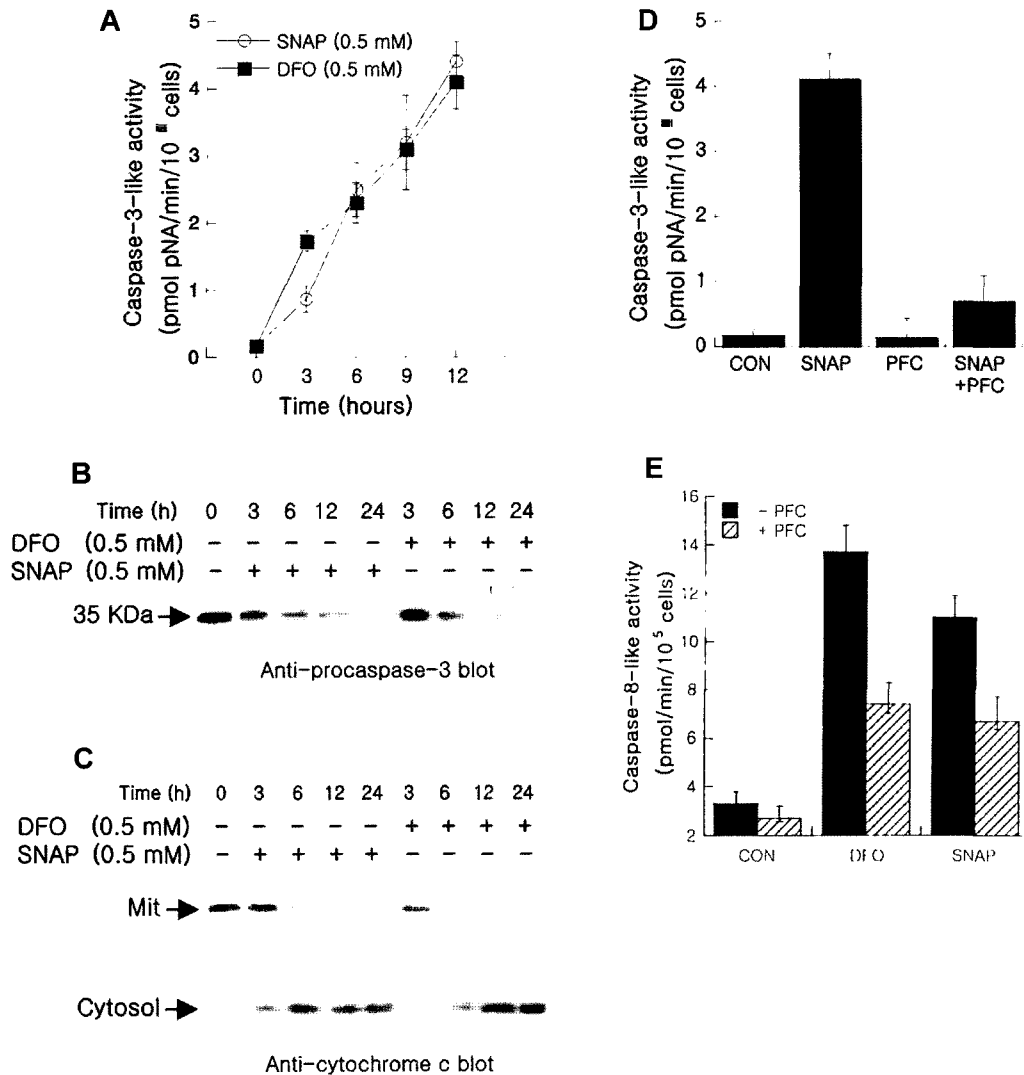 A
5
4
3
2
1
0
SNAP (0.5 mM)
DFO (0.5 mM)
Caspase-3-like activity
(pmol pNA/min/10 cells)
0 3 6 9 12
Time (hours)
D
5
4
3
2
1
0
Caspase-3-like activity
(pmol pNA/min/10 cells)
CON SNAP PFC SNAP
+PFC
B
Time (h) 0 3 6 12 24 3 6 12 24
DFO (0.5 mM) − − − − − + + + +
SNAP (0.5 mM) − + + + + − − − −
35 KDa
Anti-procaspase-3 blot
C
Time (h) 0 3 6 12 24 3 6 12 24
DFO (0.5 mM) − − − − − + + + +
SNAP (0.5 mM) − + + + + − − − −
Mit
Cytosol
Anti-cytochrome c blot
E
16
14
12
10
8
6
4
2
− PFC
+ PFC
Caspase-8-like activity
(pmol/min/10⁵ cells)
CON DFO SNAP